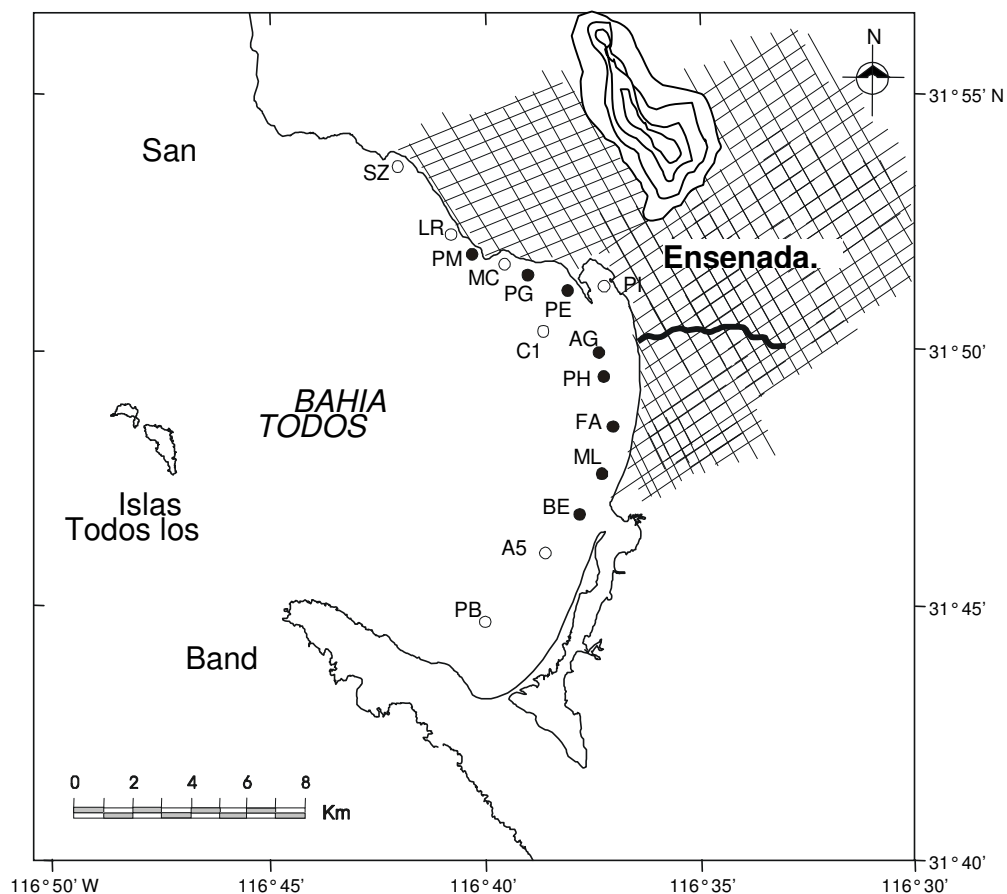 N
31°55’ N
San
SZ
LR
PM
MC
PG
PE
PI
Ensenada.
C1
AG
31°50’
PH
BAHIA
TODOS
FA
ML
Islas
Todos los
BE
A5
PB
31°45’
Band
0 2 4 6 8
Km
31°40’
116°50’ W 116°45’ 116°40’ 116°35’ 116°30’